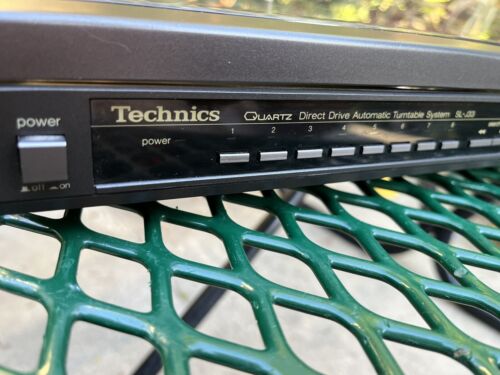 power
Technics
QUARTZ Direct Drive Automatic Turntable System SL-J33
power
1 2 3 4 5 6 7 8
off on